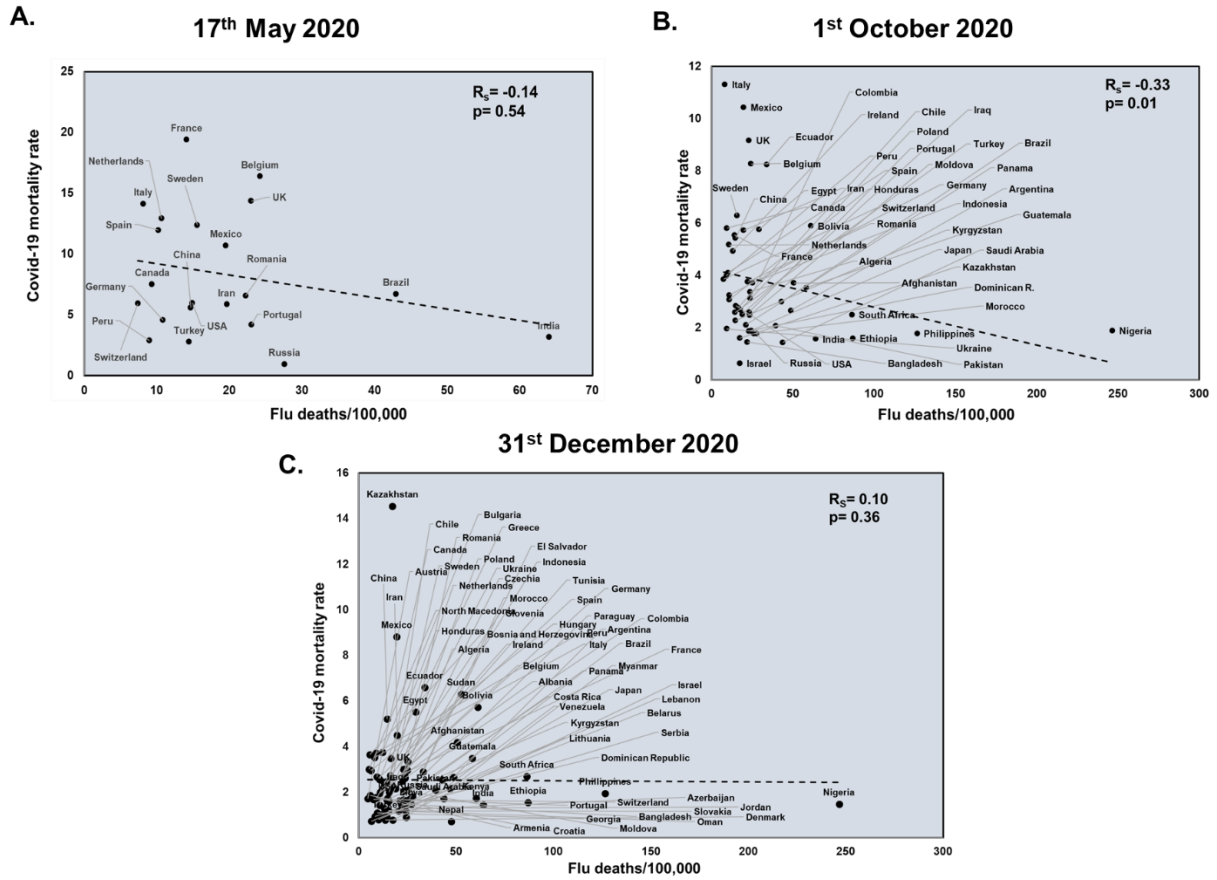 A.
17th May 2020
25
20
15
10
5
0
0 10 20 30 40 50 60 70
Covid-19 mortality rate
Flu deaths/100,000
Rs= -0.14
p= 0.54
France
Netherlands
Belgium
Sweden
Italy
UK
Spain
Mexico
China
Romania
Canada
Germany
Iran
Brazil
Peru
Turkey
USA
Portugal
India
Switzerland
Russia
B.
1st October 2020
12
10
8
6
4
2
0
0 50 100 150 200 250 300
Covid-19 mortality rate
Flu deaths/100,000
Rs= -0.33
p= 0.01
Italy
Colombia
Mexico
Ireland
Chile
Iraq
UK
Ecuador
Poland
Portugal
Turkey
Brazil
Belgium
Peru
Spain
Moldova
Panama
Sweden
China
Egypt
Iran
Honduras
Germany
Argentina
Canada
Switzerland
Indonesia
Guatemala
Bolivia
Romania
Kyrgyzstan
Netherlands
France
Algeria
Japan
Saudi Arabia
Kazakhstan
Afghanistan
Dominican R.
Morocco
South Africa
Philippines
Nigeria
India
Ethiopia
Ukraine
Israel
Russia
USA
Bangladesh
Pakistan
31st December 2020
C.
16
14
12
10
8
6
4
2
0
0 50 100 150 200 250 300
Covid-19 mortality rate
Flu deaths/100,000
Rs= 0.10
p= 0.36
Kazakhstan
Bulgaria
Chile
Greece
Romania
Canada
El Salvador
Poland
Indonesia
Austria
Sweden
Ukraine
China
Czechia
Tunisia
Netherlands
Germany
Iran
Morocco
Spain
North Macedonia
Slovenia
Paraguay
Colombia
Mexico
Hungary
Honduras
Bosnia and Herzegovina
Peru
Argentina
Algeria
Ireland
Italy
Brazil
France
Belgium
Panama
Myanmar
Ecuador
Sudan
Albania
Japan
Israel
Egypt
Bolivia
Costa Rica
Venezuela
Lebanon
Belarus
Afghanistan
Kyrgyzstan
Guatemala
Lithuania
Serbia
UK
Dominican Republic
South Africa
Iraq
Pakistan
Saudi Arabia
Kenya
India
Ethiopia
Phillippines
Nigeria
Nepal
Portugal
Switzerland
Azerbaijan
Georgia
Bangladesh
Slovakia
Jordan
Armenia
Croatia
Moldova
Oman
Denmark